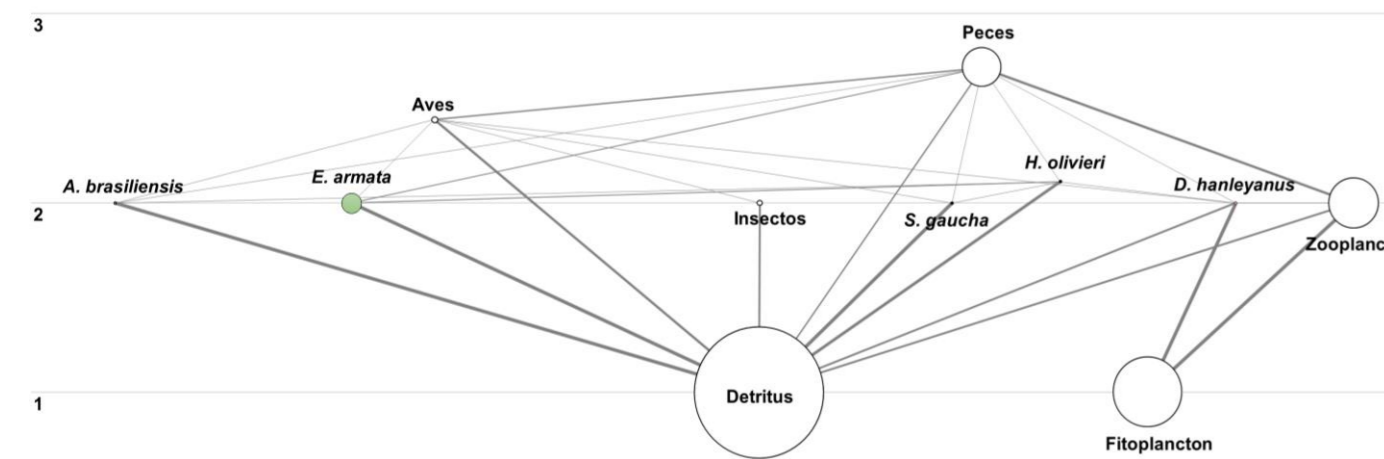 3
Peces
Aves
H. olivieri
E. armata
D. hanleyanus
A. brasiliensis
2
Insectos
S. gaucha
Zooplanc
Detritus
1
Fitoplancton